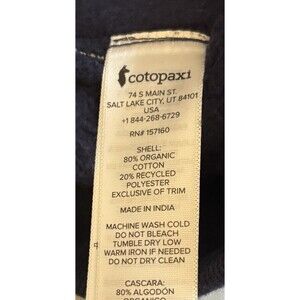 cotopaxi
74 S MAIN ST.
SALT LAKE CITY, UT 84101
USA
+1 844-268-6729
RN# 157160
SHELL:
80% ORGANIC
COTTON
20% RECYCLED
POLYESTER
EXCLUSIVE OF TRIM
MADE IN INDIA
MACHINE WASH COLD
DO NOT BLEACH
TUMBLE DRY LOW
WARM IRON IF NEEDED
DO NOT DRY CLEAN
CASCARA:
80% ALGODÓN
ORGANICO